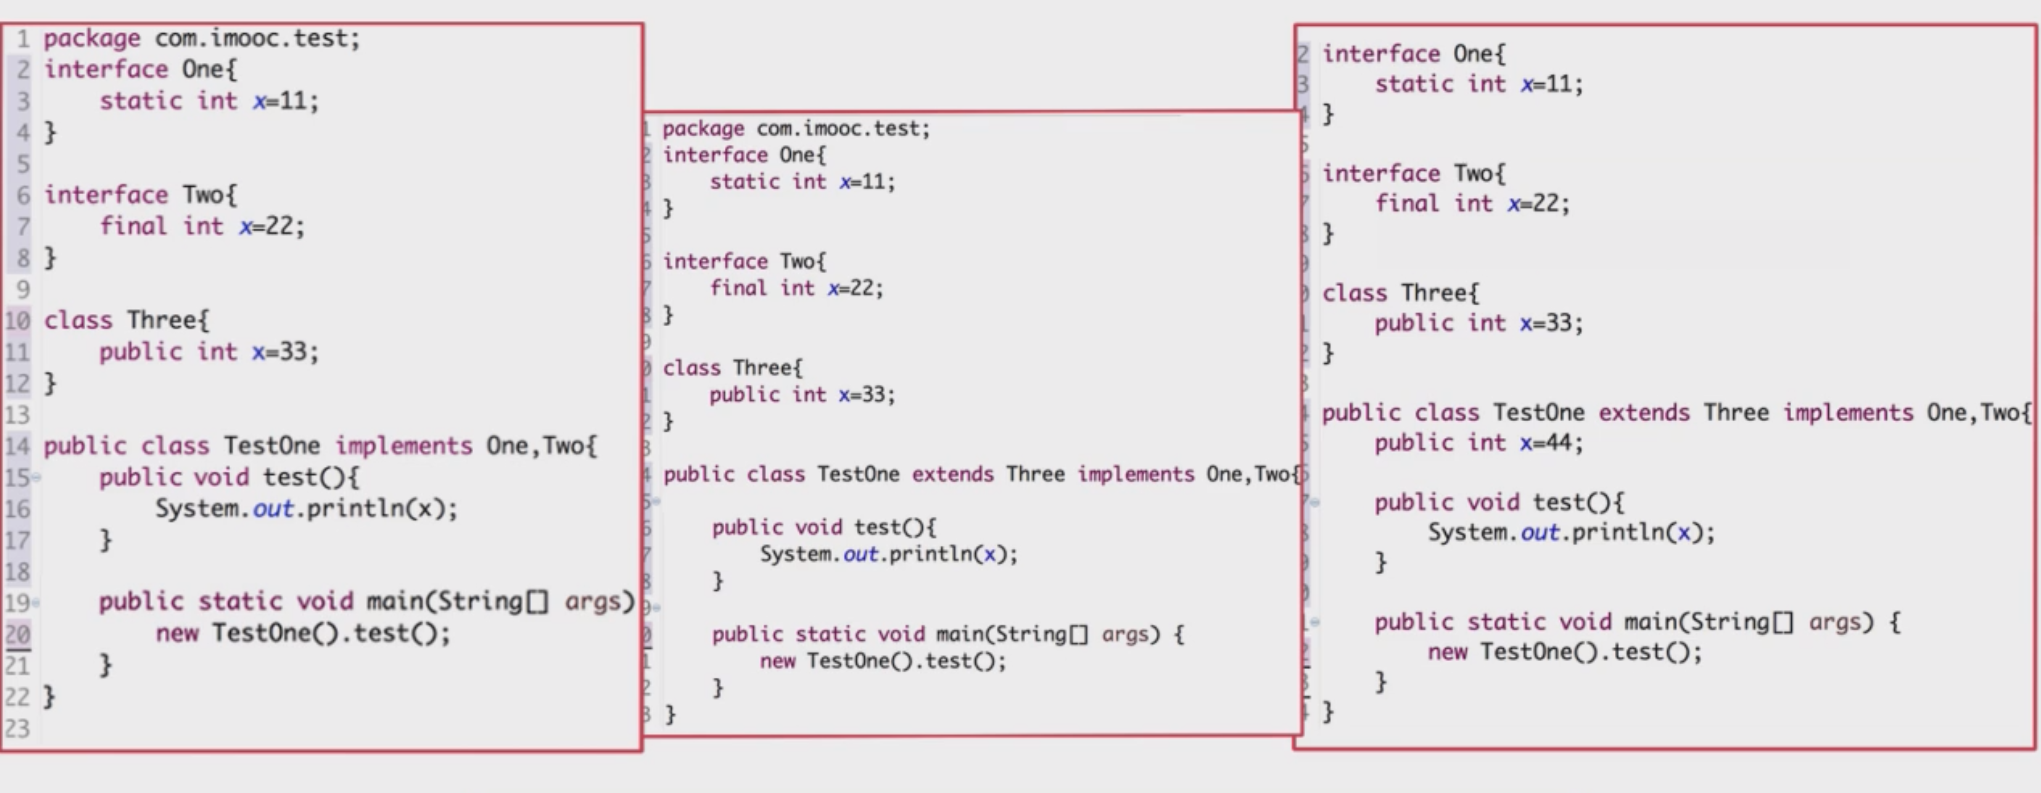 1 package com.imooc.test;
2 interface One{
3 static int x=11;
4 }
5
6 interface Two{
7 final int x=22;
8 }
9
10 class Three{
11 public int x=33;
12 }
13
14 public class TestOne implements One,Two{
15 public void test(){
16 System.out.println(x);
17 }
18
19 public static void main(String[] args)
20 new TestOne().test();
21 }
22 }
23
1 package com.imooc.test;
2 interface One{
3 static int x=11;
4 }
5
6 interface Two{
7 final int x=22;
8 }
9
0 class Three{
1 public int x=33;
2 }
3
4 public class TestOne extends Three implements One,Two{
5
6 public void test(){
7 System.out.println(x);
8 }
9
0 public static void main(String[] args) {
1 new TestOne().test();
2 }
3 }
2 interface One{
3 static int x=11;
4 }
5
6 interface Two{
7 final int x=22;
8 }
9
0 class Three{
1 public int x=33;
2 }
3
4 public class TestOne extends Three implements One,Two{
5 public int x=44;
6
7 public void test(){
8 System.out.println(x);
9 }
0
1 public static void main(String[] args) {
2 new TestOne().test();
3 }
4 }